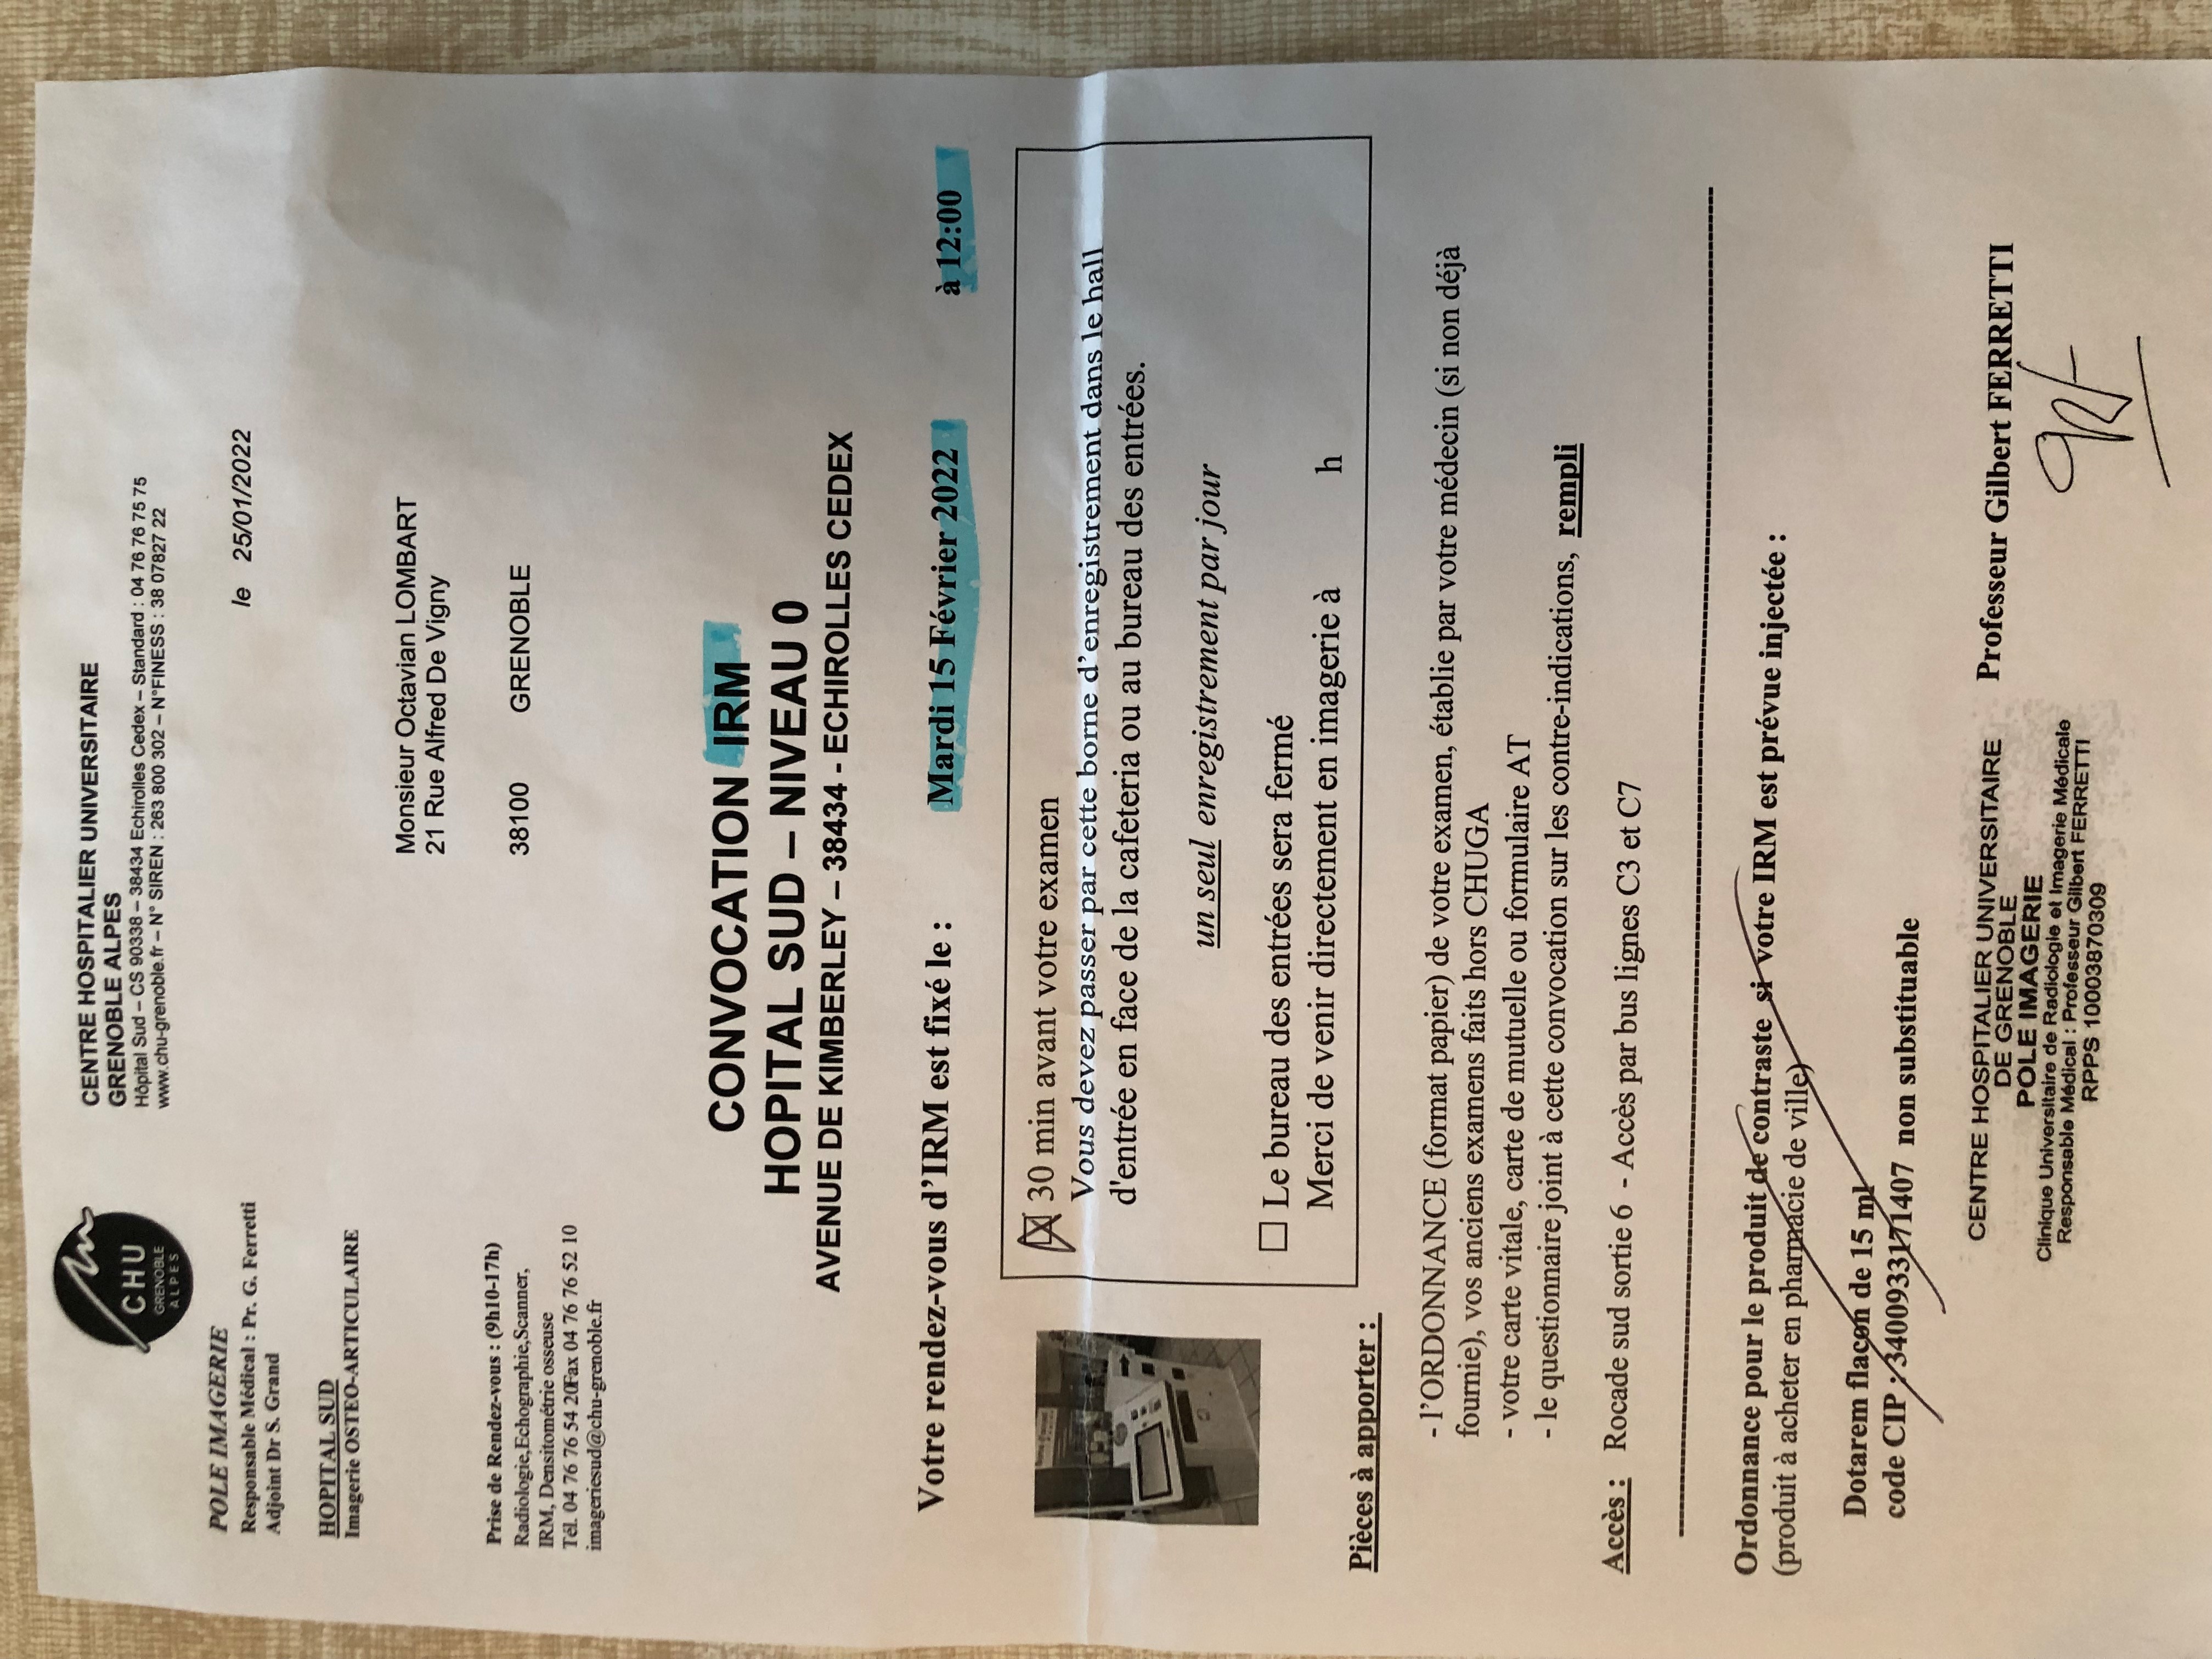 CHU
GRENOBLE
ALPES
CENTRE HOSPITALIER UNIVERSITAIRE
GRENOBLE ALPES
Hôpital Sud – CS 90338 – 38434 Echirolles Cedex – Standard : 04 76 76 75 75
www.chu-grenoble.fr – N° SIREN : 263 800 302 – N°FINESS : 38 07827 22
POLE IMAGERIE
Responsable Médical : Pr. G. Ferretti
Adjoint Dr S. Grand
le 25/01/2022
HOPITAL SUD
Imagerie OSTEO-ARTICULAIRE
Monsieur Octavian LOMBART
21 Rue Alfred De Vigny
38100 GRENOBLE
Prise de Rendez-vous : (9h10-17h)
Radiologie,Echographie,Scanner,
IRM, Densitométrie osseuse
Tél. 04 76 76 54 20Fax 04 76 76 52 10
imageriesud@chu-grenoble.fr
CONVOCATION IRM
HOPITAL SUD – NIVEAU 0
AVENUE DE KIMBERLEY – 38434 - ECHIROLLES CEDEX
Votre rendez-vous d'IRM est fixé le : Mardi 15 Février 2022 à 12:00
30 min avant votre examen
Vous devez passer par cette borne d'enregistrement dans le hall
d'entrée en face de la cafeteria ou au bureau des entrées.
un seul enregistrement par jour
Le bureau des entrées sera fermé
Merci de venir directement en imagerie à h
Pièces à apporter :
- l'ORDONNANCE (format papier) de votre examen, établie par votre médecin (si non déjà
fournie), vos anciens examens faits hors CHUGA
- votre carte vitale, carte de mutuelle ou formulaire AT
- le questionnaire joint à cette convocation sur les contre-indications, rempli
Accès : Rocade sud sortie 6 - Accès par bus lignes C3 et C7
Ordonnance pour le produit de contraste si votre IRM est prévue injectée :
(produit à acheter en pharmacie de ville)
Dotarem flacon de 15 ml
code CIP : 3400933171407 non substituable
CENTRE HOSPITALIER UNIVERSITAIRE
DE GRENOBLE
POLE IMAGERIE
Clinique Universitaire de Radiologie et Imagerie Médicale
Responsable Médical : Professeur Gilbert FERRETTI
RPPS 10003870309
Professeur Gilbert FERRETTI